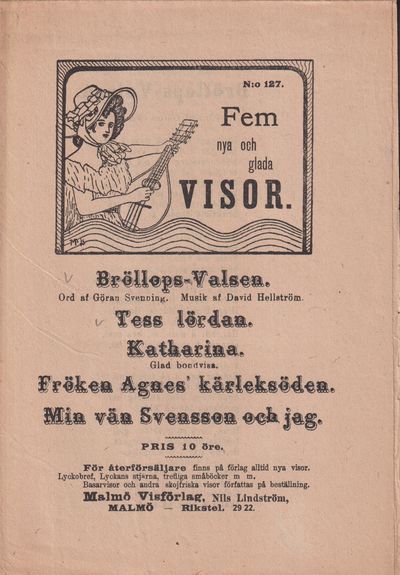 N:o 127.
Fem
nya och
glada
VISOR.
MPB
Bröllops-Valsen.
Ord af Göran Svenning. Musik af David Hellström.
Tess lördan.
Katharina.
Glad bondvisa.
Fröken Agnes' kärleksöden.
Min vän Svensson och jag.
PRIS 10 öre.
För återförsäljare finns på förlag alltid nya visor.
Lyckobref, Lyckans stjerna, trefliga småböcker m m.
Basarvisor och andra skojfriska visor författas på beställning.
Malmö Visförlag, Nils Lindström,
MALMÖ — Rikstel. 29 22.